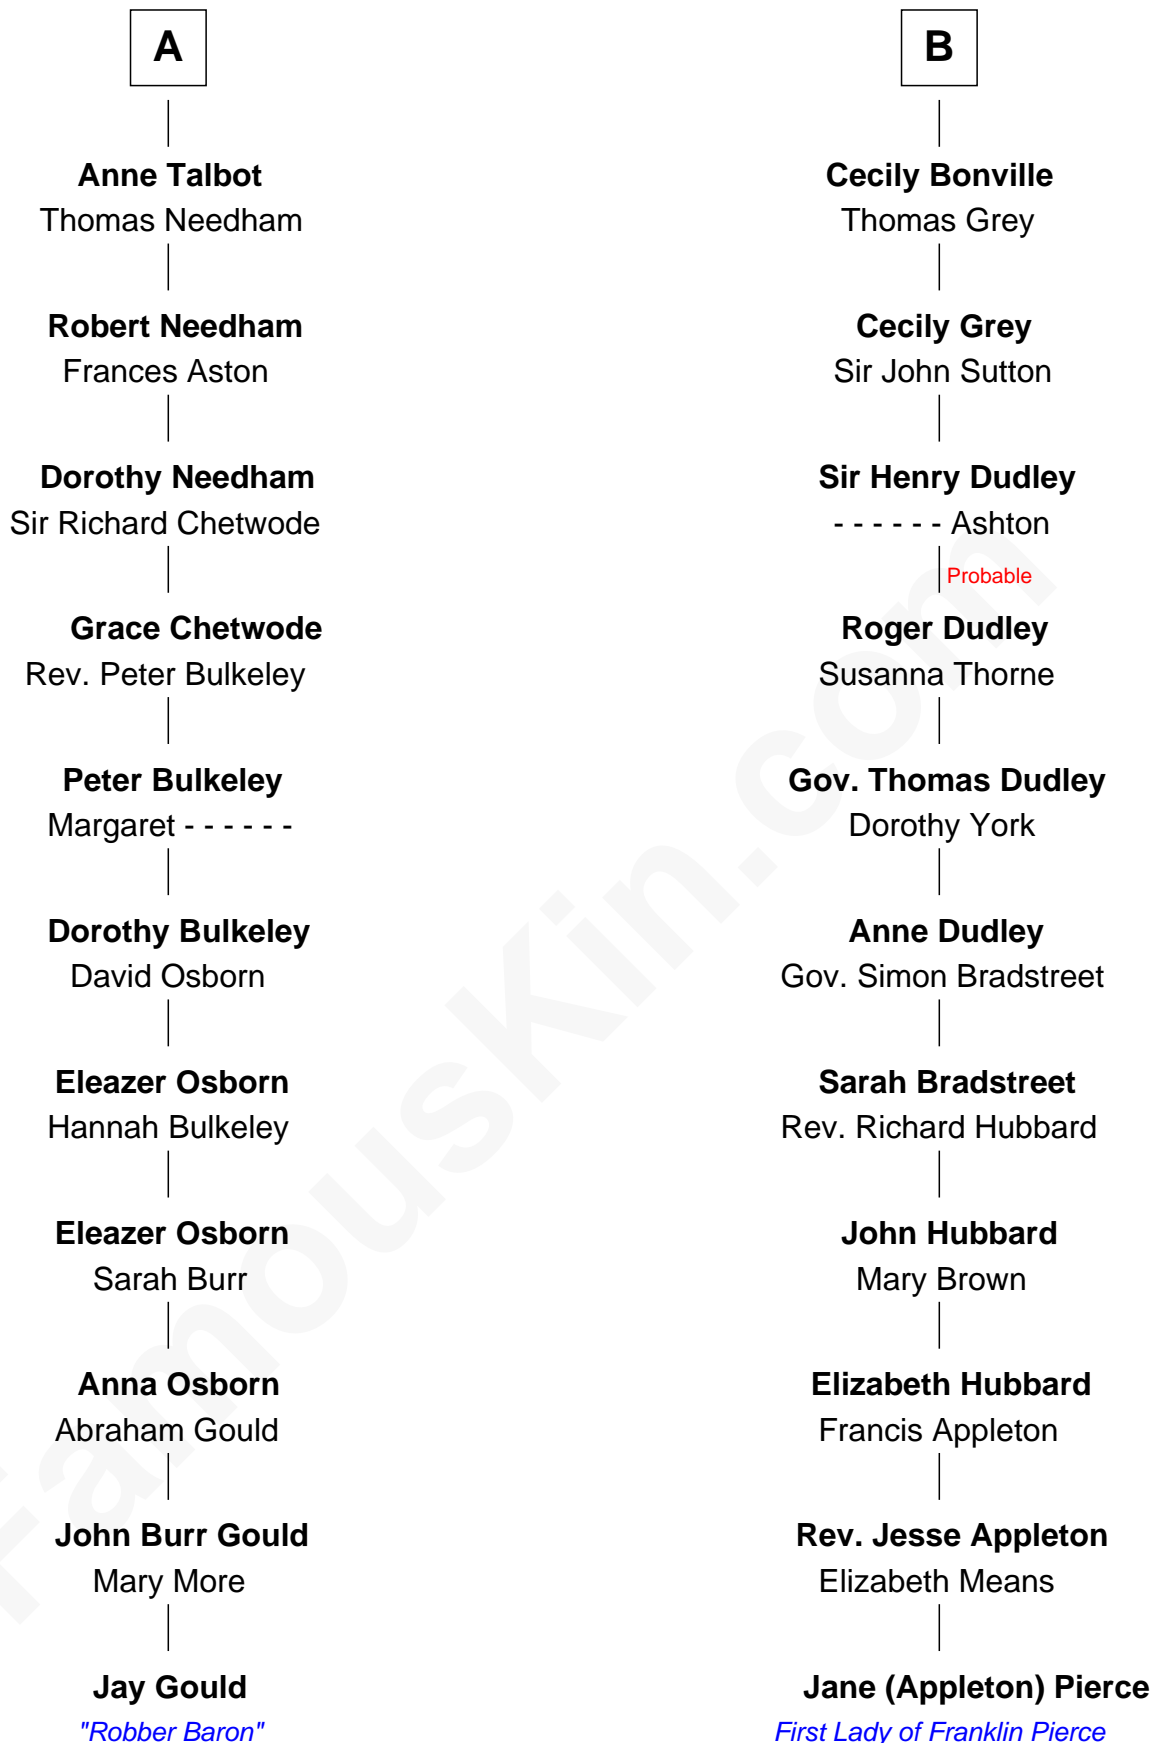 A
Anne Talbot
Thomas Needham
Robert Needham
Frances Aston
Dorothy Needham
Sir Richard Chetwode
Grace Chetwode
Rev. Peter Bulkeley
Peter Bulkeley
Margaret - - - - - -
Dorothy Bulkeley
David Osborn
Eleazer Osborn
Hannah Bulkeley
Eleazer Osborn
Sarah Burr
Anna Osborn
Abraham Gould
John Burr Gould
Mary More
Jay Gould
"Robber Baron"
B
Cecily Bonville
Thomas Grey
Cecily Grey
Sir John Sutton
Sir Henry Dudley
- - - - - - Ashton
Probable
Roger Dudley
Susanna Thorne
Gov. Thomas Dudley
Dorothy York
Anne Dudley
Gov. Simon Bradstreet
Sarah Bradstreet
Rev. Richard Hubbard
John Hubbard
Mary Brown
Elizabeth Hubbard
Francis Appleton
Rev. Jesse Appleton
Elizabeth Means
Jane (Appleton) Pierce
First Lady of Franklin Pierce
FamousKin.com